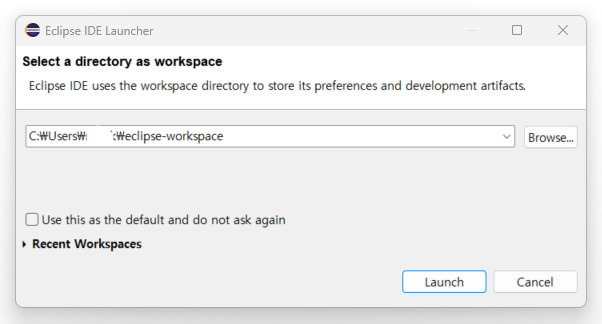 Eclipse IDE Launcher
Select a directory as workspace
Eclipse IDE uses the workspace directory to store its preferences and development artifacts.
C:₩Users₩ ₩eclipse-workspace
Browse...
Use this as the default and do not ask again
Recent Workspaces
Launch
Cancel